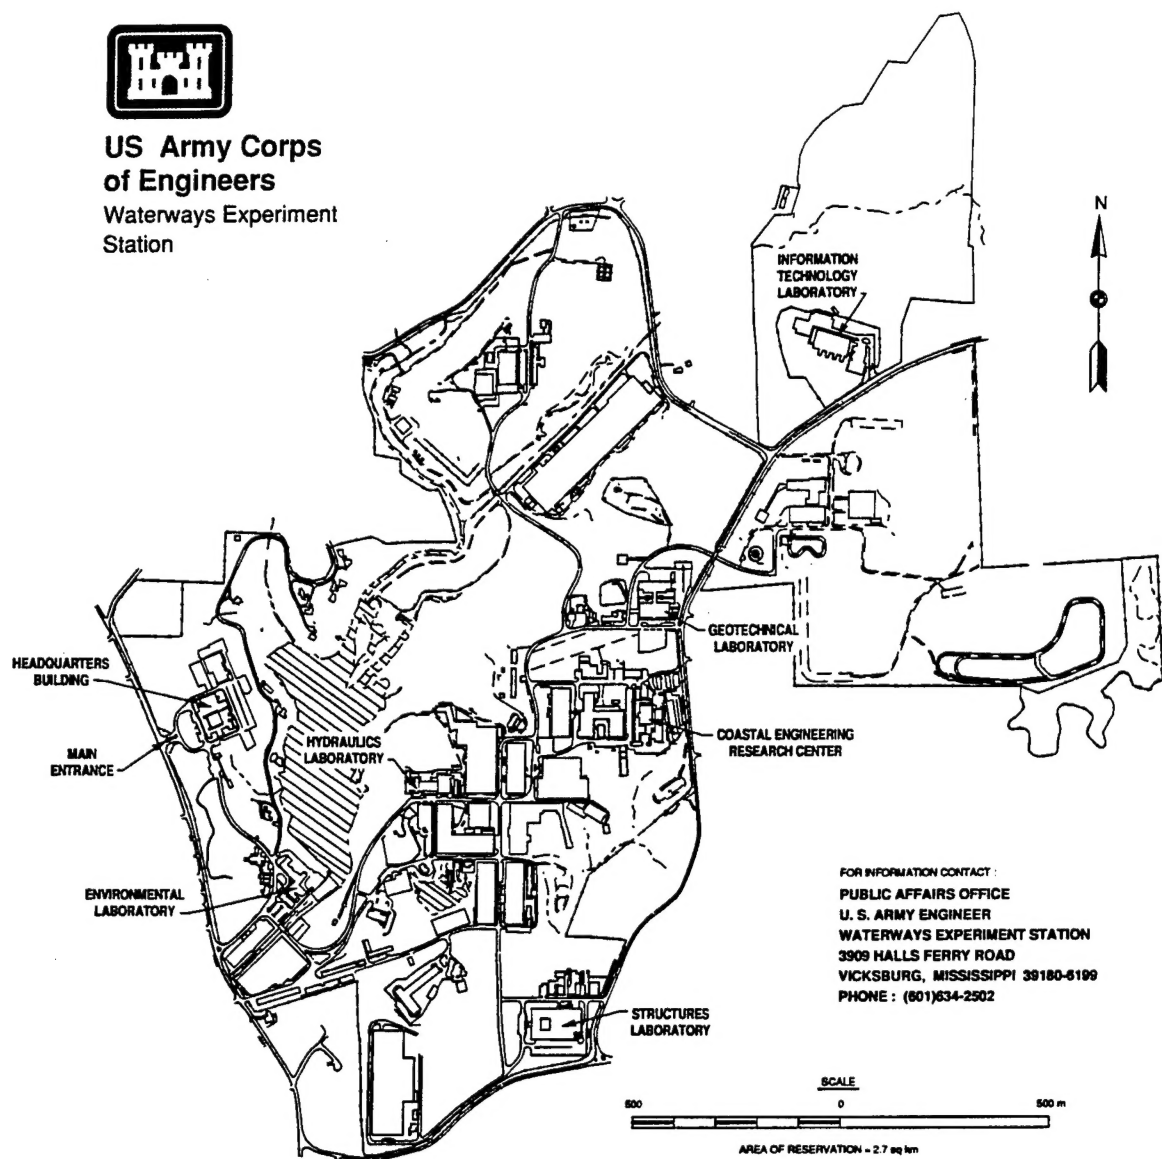 US Army Corps
of Engineers
Waterways Experiment
Station
N
INFORMATION
TECHNOLOGY
LABORATORY
GEOTECHNICAL
LABORATORY
HEADQUARTERS
BUILDING
MAIN
ENTRANCE
HYDRAULICS
LABORATORY
COASTAL ENGINEERING
RESEARCH CENTER
ENVIRONMENTAL
LABORATORY
STRUCTURES
LABORATORY
FOR INFORMATION CONTACT :
PUBLIC AFFAIRS OFFICE
U. S. ARMY ENGINEER
WATERWAYS EXPERIMENT STATION
3909 HALLS FERRY ROAD
VICKSBURG, MISSISSIPPI 39180-6199
PHONE : (601)634-2502
SCALE
500 0 500 m
AREA OF RESERVATION = 2.7 sq km